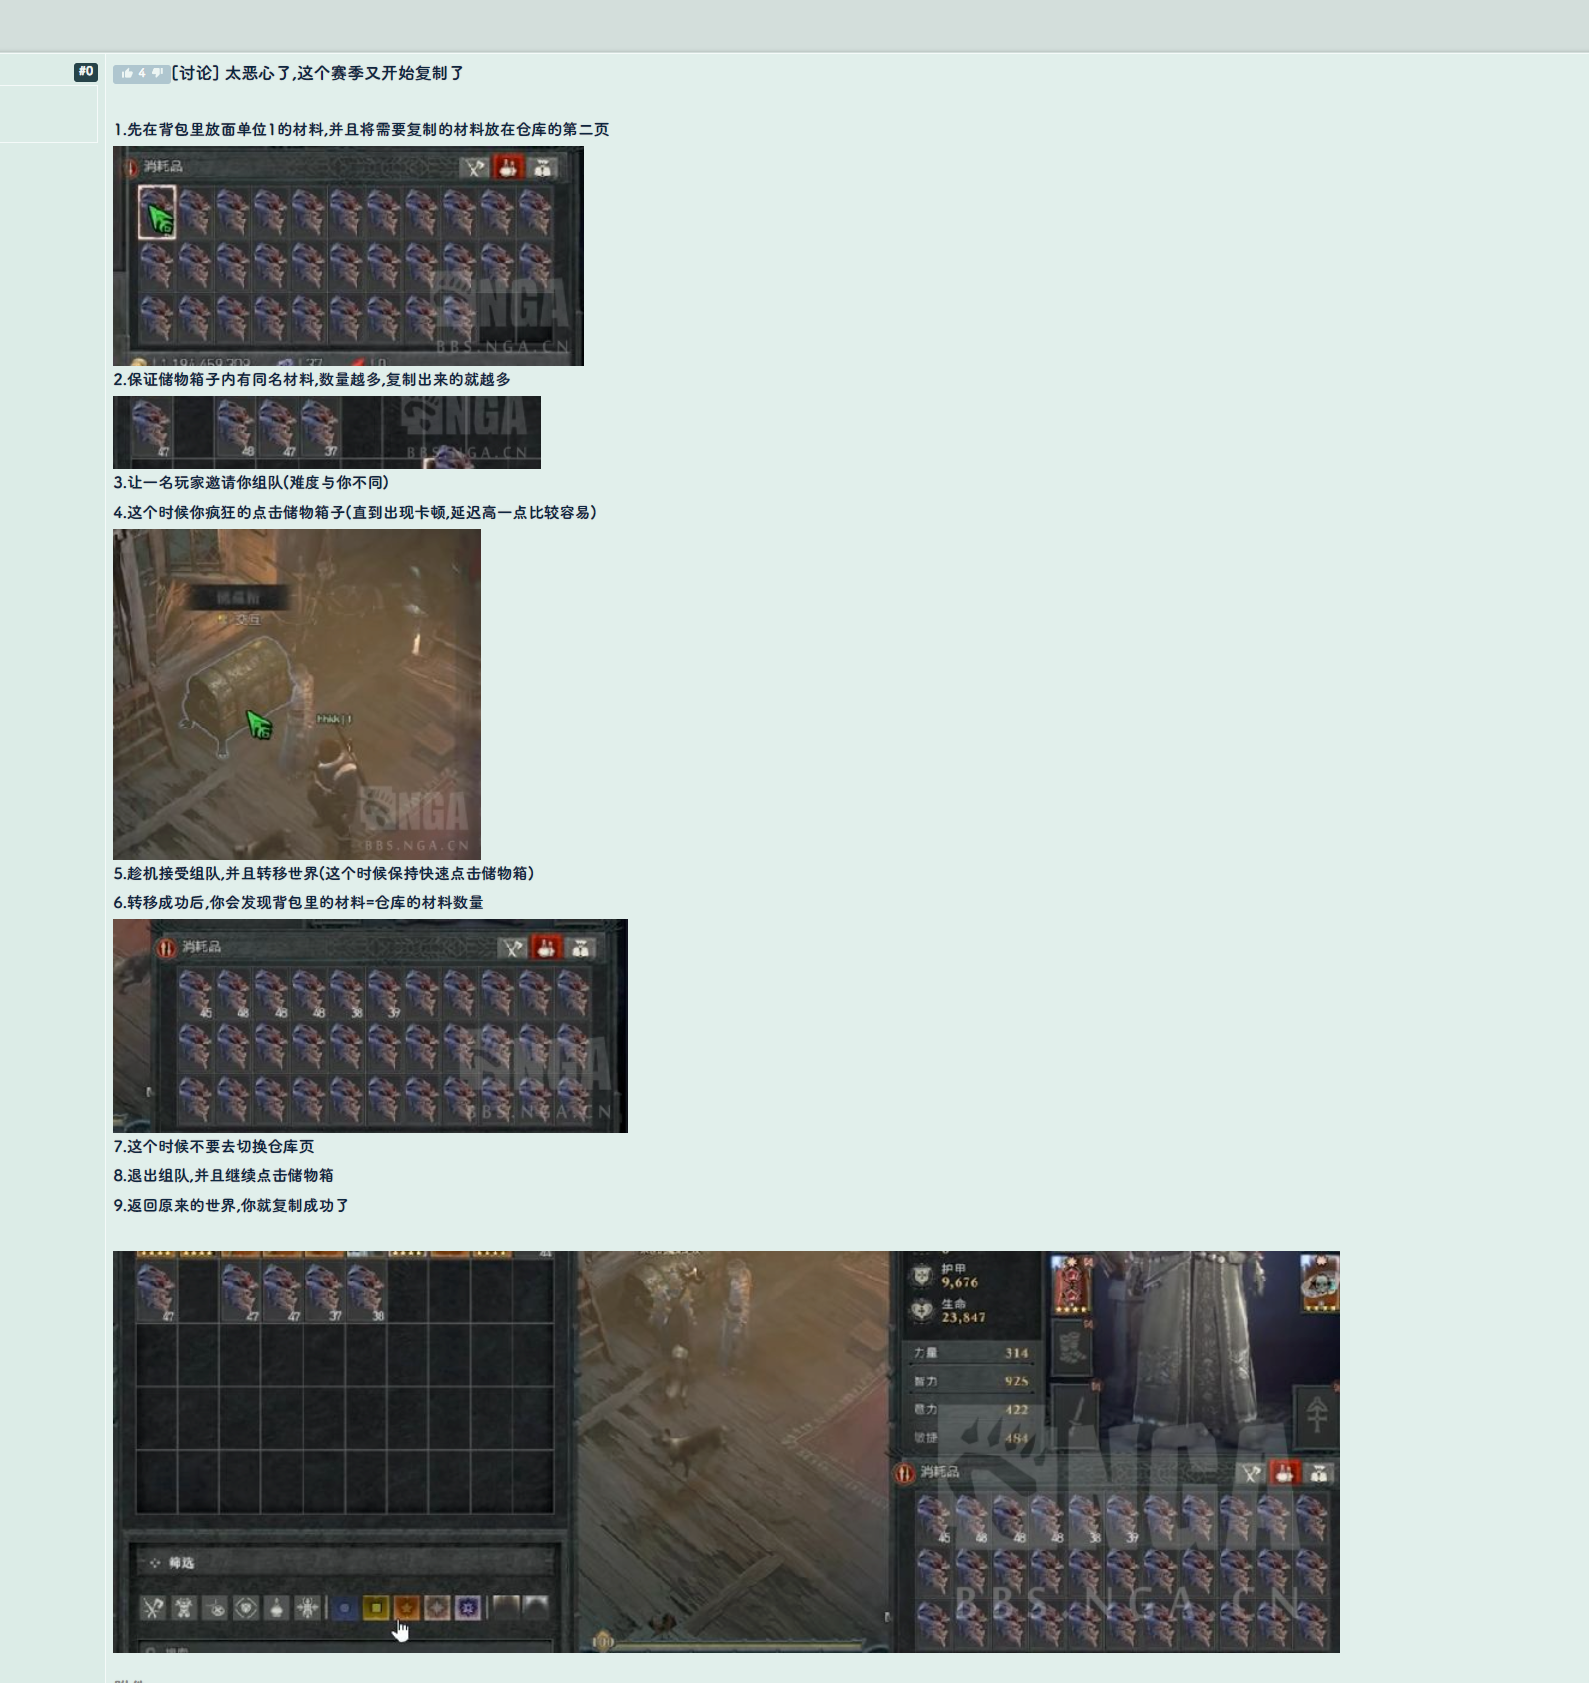 #0
4 [讨论] 太恶心了,这个赛季又开始复制了
1.先在背包里放面单位1的材料,并且将需要复制的材料放在仓库的第二页
消耗品
NGA
BBS.NGA.CN
2.保证储物箱子内有同名材料,数量越多,复制出来的就越多
NGA
47 48 47 37
BBS.NGA.CN
3.让一名玩家邀请你组队(难度与你不同)
4.这个时候你疯狂的点击储物箱子(直到出现卡顿,延迟高一点比较容易)
交互
NGA
BBS.NGA.CN
5.趁机接受组队,并且转移世界(这个时候保持快速点击储物箱)
6.转移成功后,你会发现背包里的材料=仓库的材料数量
消耗品
45 48 48 48 38 39
NGA
BBS.NGA.CN
7.这个时候不要去切换仓库页
8.退出组队,并且继续点击储物箱
9.返回原来的世界,你就复制成功了
44
护甲
9,676
47 47 47 37 38
生命
23,847
力量 314
智力 925
意力 422
敏捷 484
NGA
消耗品
45 48 48 48 38 39
筛选
BBS.NGA.CN
100